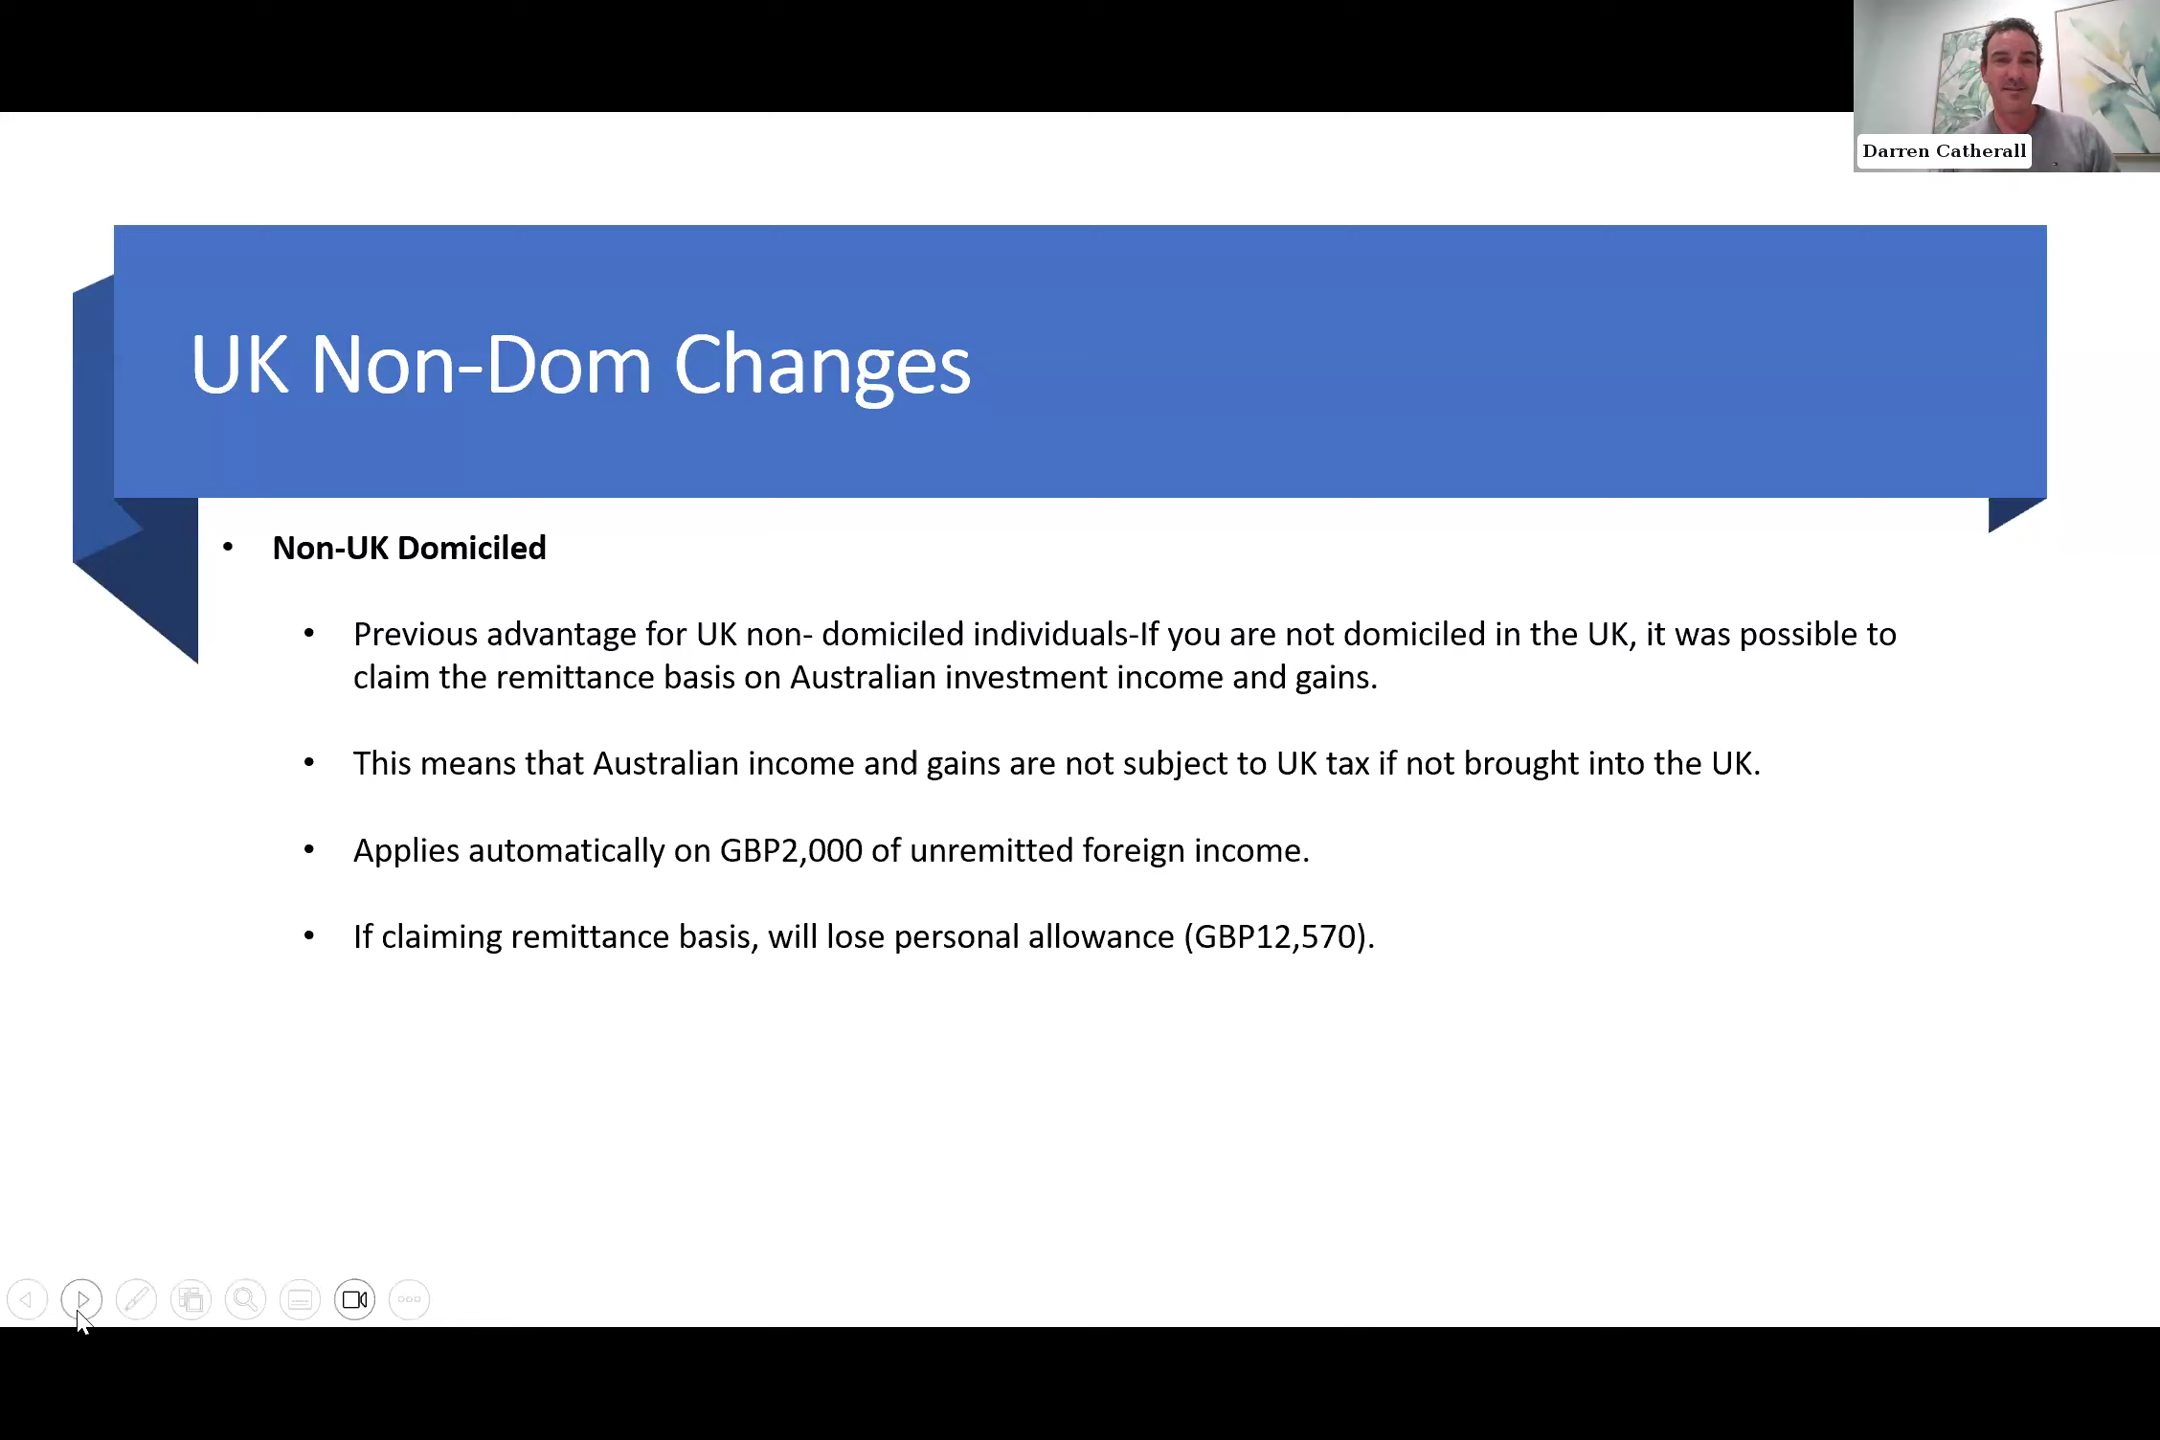 Darren Catherall
UK Non-Dom Changes
• Non-UK Domiciled
• Previous advantage for UK non- domiciled individuals-If you are not domiciled in the UK, it was possible to
claim the remittance basis on Australian investment income and gains.
• This means that Australian income and gains are not subject to UK tax if not brought into the UK.
• Applies automatically on GBP2,000 of unremitted foreign income.
• If claiming remittance basis, will lose personal allowance (GBP12,570).